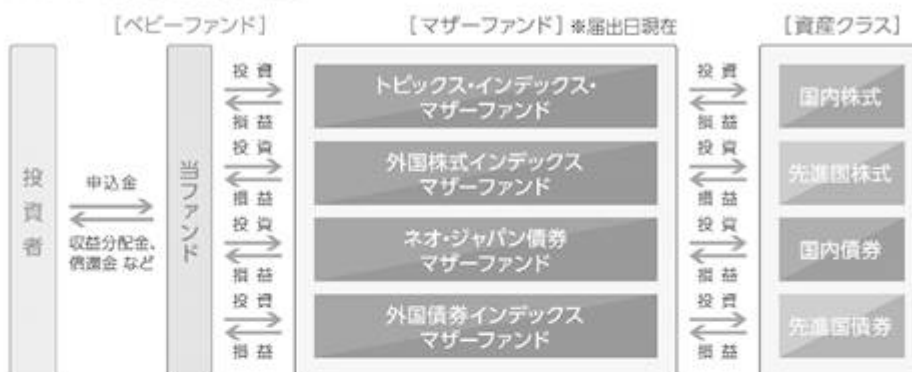 [ベビーファンド]
[マザーファンド] ※届出日現在
[資産クラス]
投資者
申込金
収益分配金、
償還金 など
当ファンド
投資
損益
トピックス・インデックス・
マザーファンド
投資
損益
国内株式
投資
損益
外国株式インデックス
マザーファンド
投資
損益
先進国株式
投資
損益
ネオ・ジャパン債券
マザーファンド
投資
損益
国内債券
投資
損益
外国債券インデックス
マザーファンド
投資
損益
先進国債券